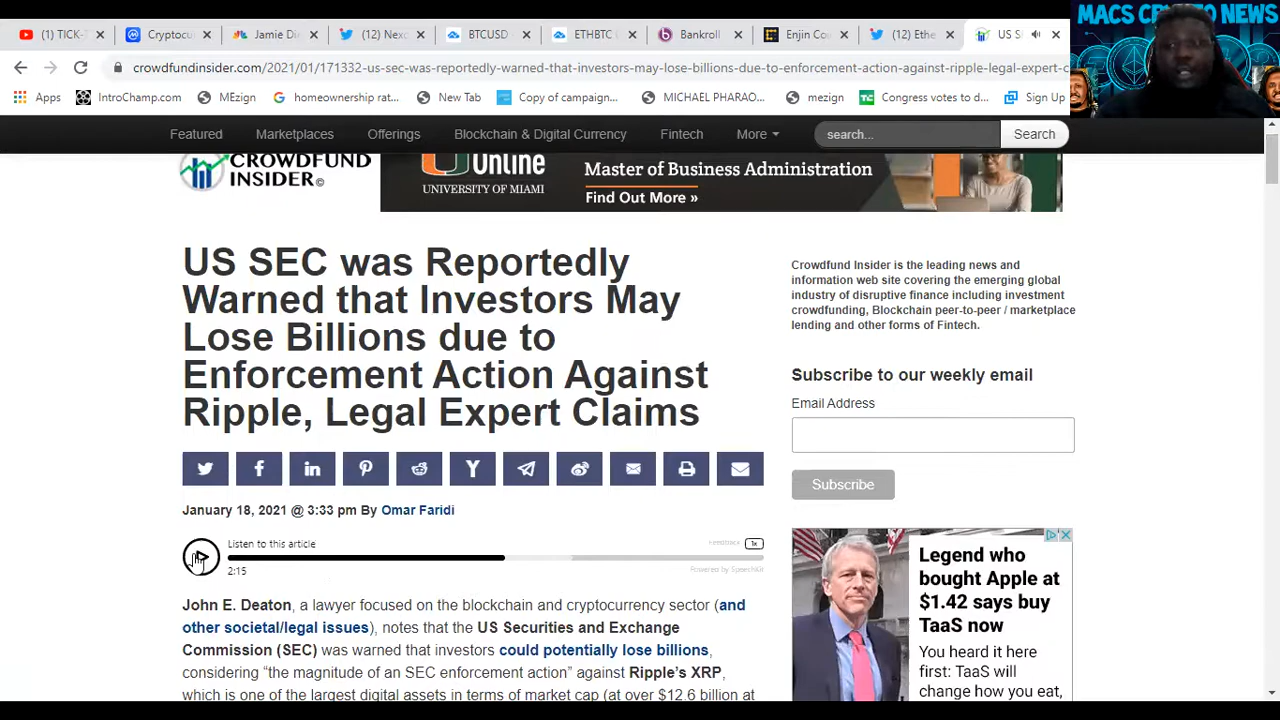 MACS CRYPTO NEWS
(1) TICK-T
Cryptocu
Jamie Di
(12) Nexo
BTCUSD
ETHBTC (
Bankroll
Enjin Co
(12) Ethe
US S
crowdfundinsider.com/2021/01/171332-us-sec-was-reportedly-warned-that-investors-may-lose-billions-due-to-enforcement-action-against-ripple-legal-expert-c
Apps
IntroChamp.com
MEzign
homeownership rat...
New Tab
Copy of campaign...
MICHAEL PHARAO...
mezign
Congress votes to d...
Sign Up
Featured
Marketplaces
Offerings
Blockchain & Digital Currency
Fintech
More
search...
Search
CROWDFUND
INSIDER©
Online
UNIVERSITY OF MIAMI
Master of Business Administration
Find Out More »
US SEC was Reportedly
Warned that Investors May
Lose Billions due to
Enforcement Action Against
Ripple, Legal Expert Claims
January 18, 2021 @ 3:33 pm By Omar Faridi
Listen to this article
FEEDBACK
1x
2:15
Powered by SpeechKit
John E. Deaton, a lawyer focused on the blockchain and cryptocurrency sector (and
other societal/legal issues), notes that the US Securities and Exchange
Commission (SEC) was warned that investors could potentially lose billions,
considering “the magnitude of an SEC enforcement action” against Ripple’s XRP,
which is one of the largest digital assets in terms of market cap (at over $12.6 billion at
Crowdfund Insider is the leading news and
information web site covering the emerging global
industry of disruptive finance including investment
crowdfunding, Blockchain peer-to-peer / marketplace
lending and other forms of Fintech.
Subscribe to our weekly email
Email Address
Subscribe
Legend who
bought Apple at
$1.42 says buy
TaaS now
You heard it
here first: TaaS will
change how you eat,